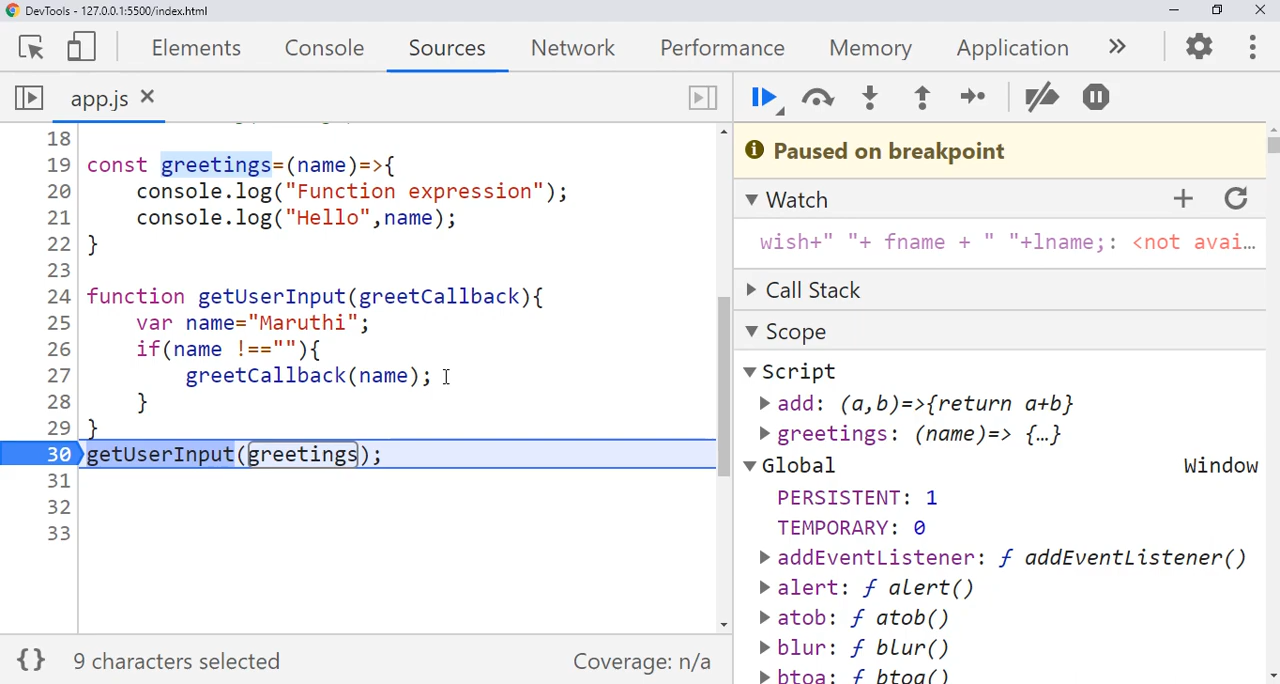 DevTools - 127.0.0.1:5500/index.html
Elements Console Sources Network Performance Memory Application
app.js
Paused on breakpoint
18
19 const greetings=(name)=>{
20 console.log("Function expression");
21 console.log("Hello",name);
22 }
23
24 function getUserInput(greetCallback){
25 var name="Maruthi";
26 if(name !==""){
27 greetCallback(name);
28 }
29 }
30 getUserInput(greetings);
31
32
33
Watch
wish+" "+ fname + " "+lname;: <not avai…
Call Stack
Scope
Script
add: (a,b)=>{return a+b}
greetings: (name)=> {…}
Global Window
PERSISTENT: 1
TEMPORARY: 0
addEventListener: ƒ addEventListener()
alert: ƒ alert()
atob: ƒ atob()
blur: ƒ blur()
btoa: ƒ btoa()
{ } 9 characters selected Coverage: n/a